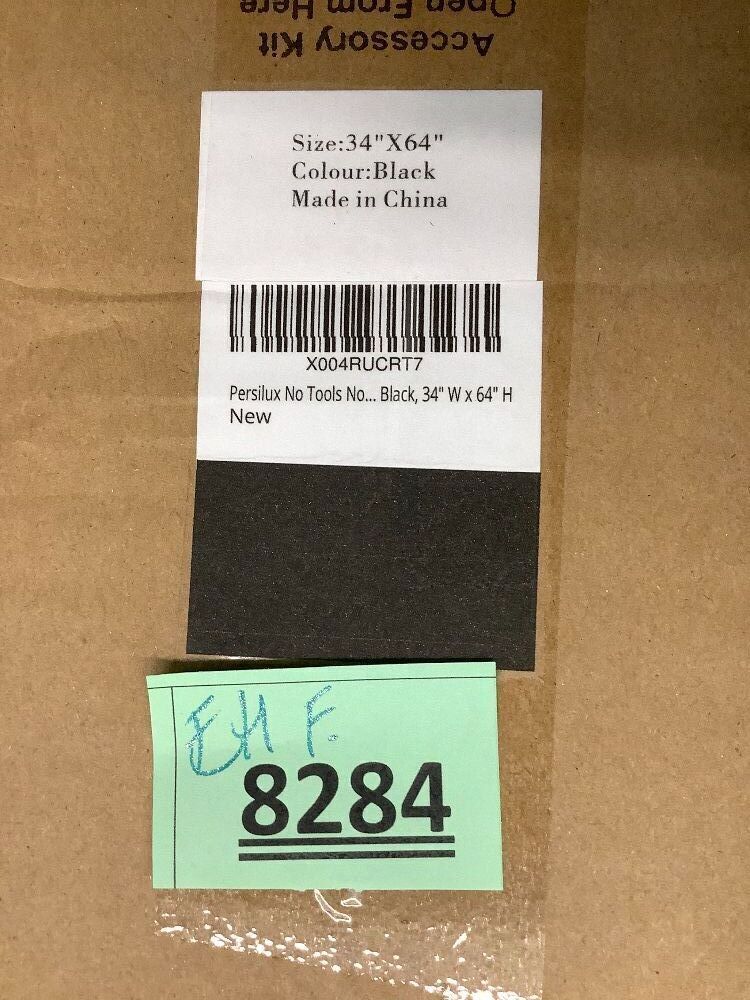 Open From Here
Accessory Kit
Size:34"X64"
Colour:Black
Made in China
X004RUCRT7
Persilux No Tools No... Black, 34" W x 64" H
New
EH F.
8284